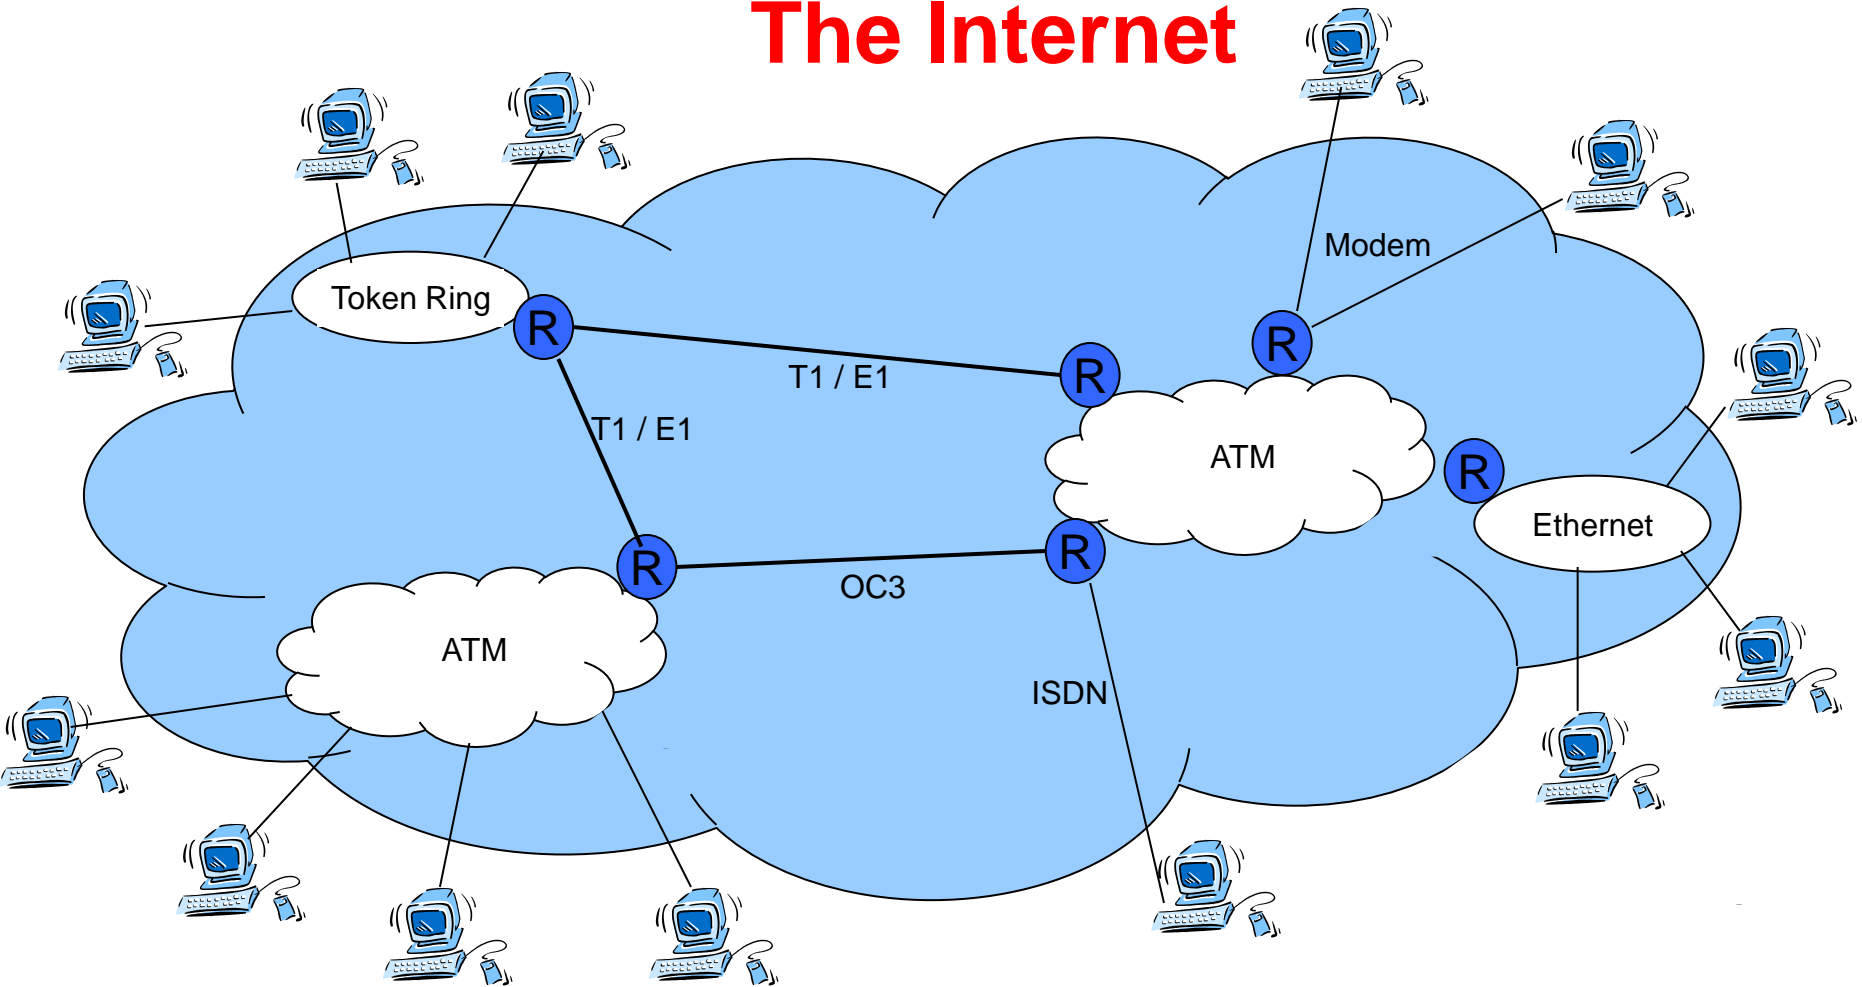 The Internet
Modem
Token Ring
R
R
T1 / E1
R
T1 / E1
ATM
R
Ethernet
R
R
OC3
ATM
ISDN